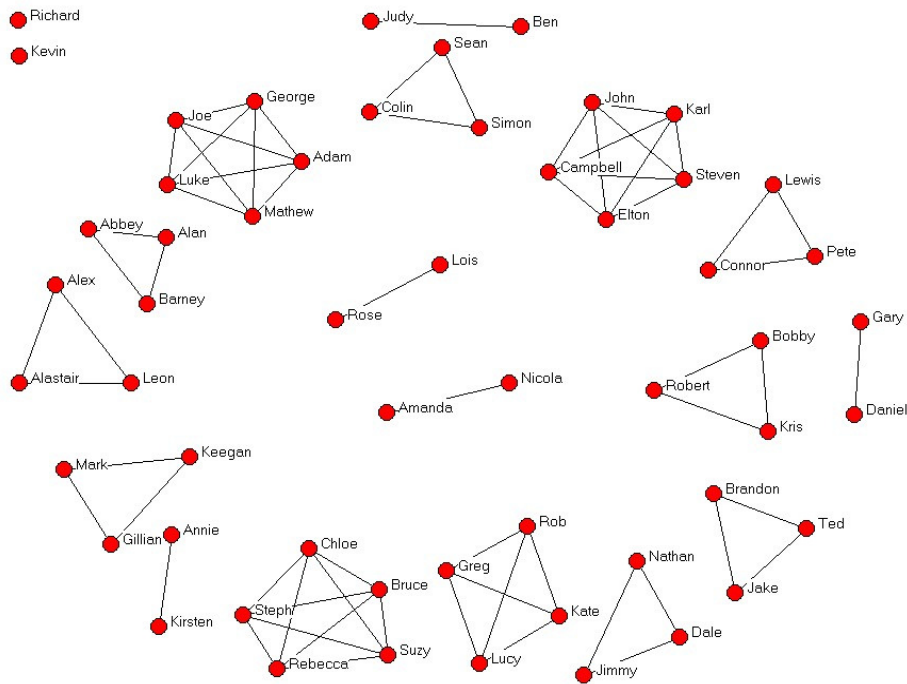 Richard
Judy
Ben
Sean
Kevin
George
John
Karl
Joe
Colin
Simon
Adam
Campbell
Steven
Luke
Lewis
Mathew
Elton
Abbey
Alan
Pete
Connor
Lois
Alex
Barney
Rose
Gary
Bobby
Alastair
Leon
Nicola
Robert
Amanda
Daniel
Kris
Keegan
Mark
Brandon
Rob
Ted
Annie
Gillian
Chloe
Nathan
Greg
Bruce
Jake
Steph
Kate
Kirsten
Dale
Suzy
Rebecca
Lucy
Jimmy